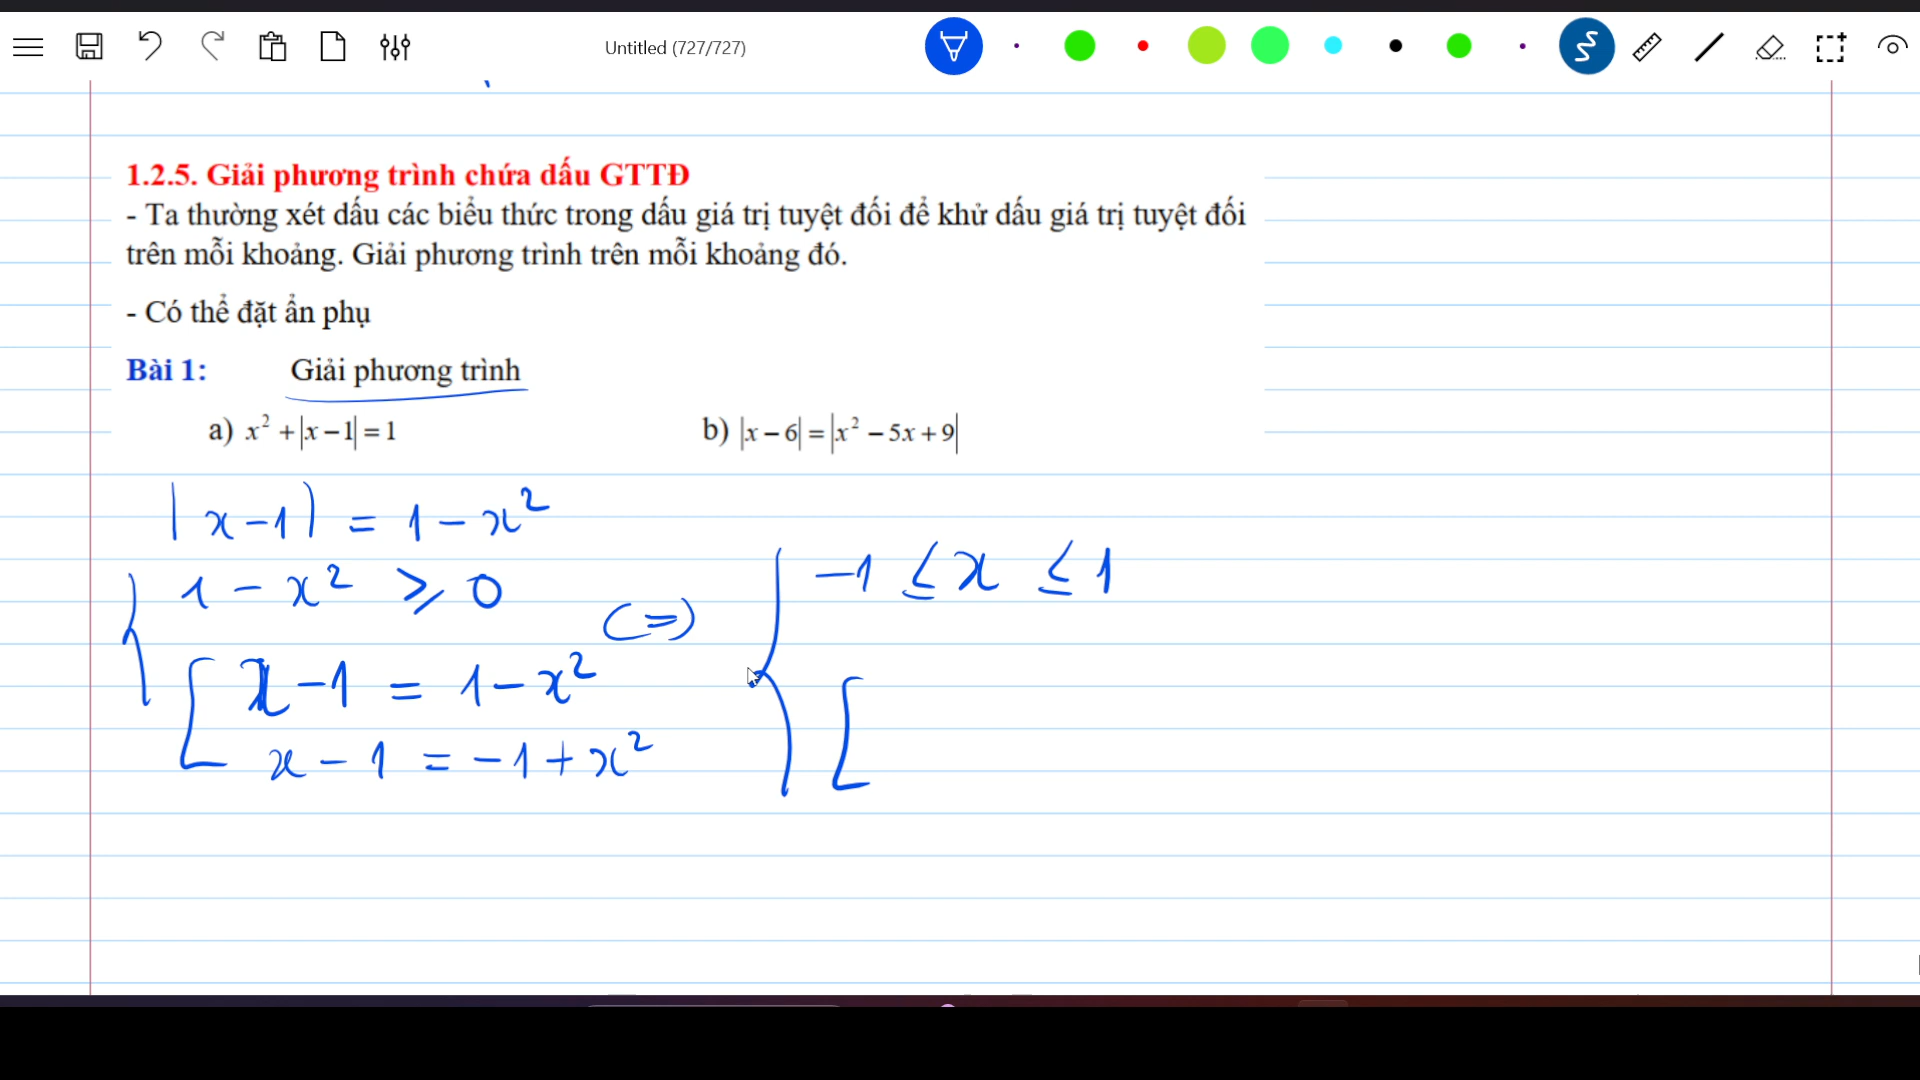 Untitled (727/727)
1.2.5. Giải phương trình chứa dấu GTTĐ
- Ta thường xét dấu các biểu thức trong dấu giá trị tuyệt đối để khử dấu giá trị tuyệt đối
trên mỗi khoảng. Giải phương trình trên mỗi khoảng đó.
- Có thể đặt ẩn phụ
Bài 1: Giải phương trình
a) x² + |x – 1| = 1 b) |x – 6| = |x² – 5x + 9|
|x – 1| = 1 – x²
{ 1 – x² ⩾ 0 (=) { –1 ≤ x ≤ 1
[ x – 1 = 1 – x² [
x – 1 = –1 + x²